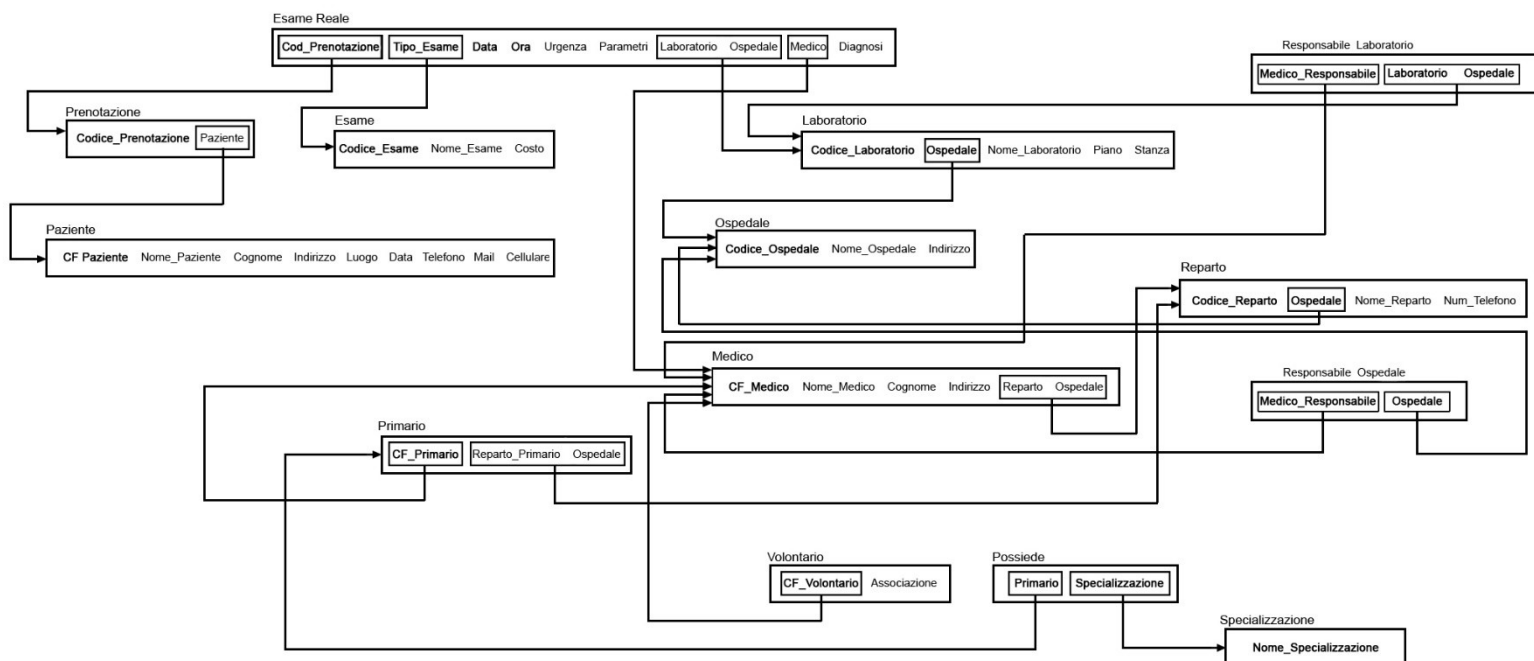 Esame Reale
Cod_Prenotazione Tipo_Esame Data Ora Urgenza Parametri Laboratorio Ospedale Medico Diagnosi
Responsabile Laboratorio
Medico_Responsabile Laboratorio Ospedale
Prenotazione
Codice_Prenotazione Paziente
Esame
Codice_Esame Nome_Esame Costo
Laboratorio
Codice_Laboratorio Ospedale Nome_Laboratorio Piano Stanza
Paziente
CF Paziente Nome_Paziente Cognome Indirizzo Luogo Data Telefono Mail Cellulare
Ospedale
Codice_Ospedale Nome_Ospedale Indirizzo
Reparto
Codice_Reparto Ospedale Nome_Reparto Num_Telefono
Medico
CF_Medico Nome_Medico Cognome Indirizzo Reparto Ospedale
Responsabile Ospedale
Medico_Responsabile Ospedale
Primario
CF_Primario Reparto_Primario Ospedale
Volontario
CF_Volontario Associazione
Possiede
Primario Specializzazione
Specializzazione
Nome_Specializzazione